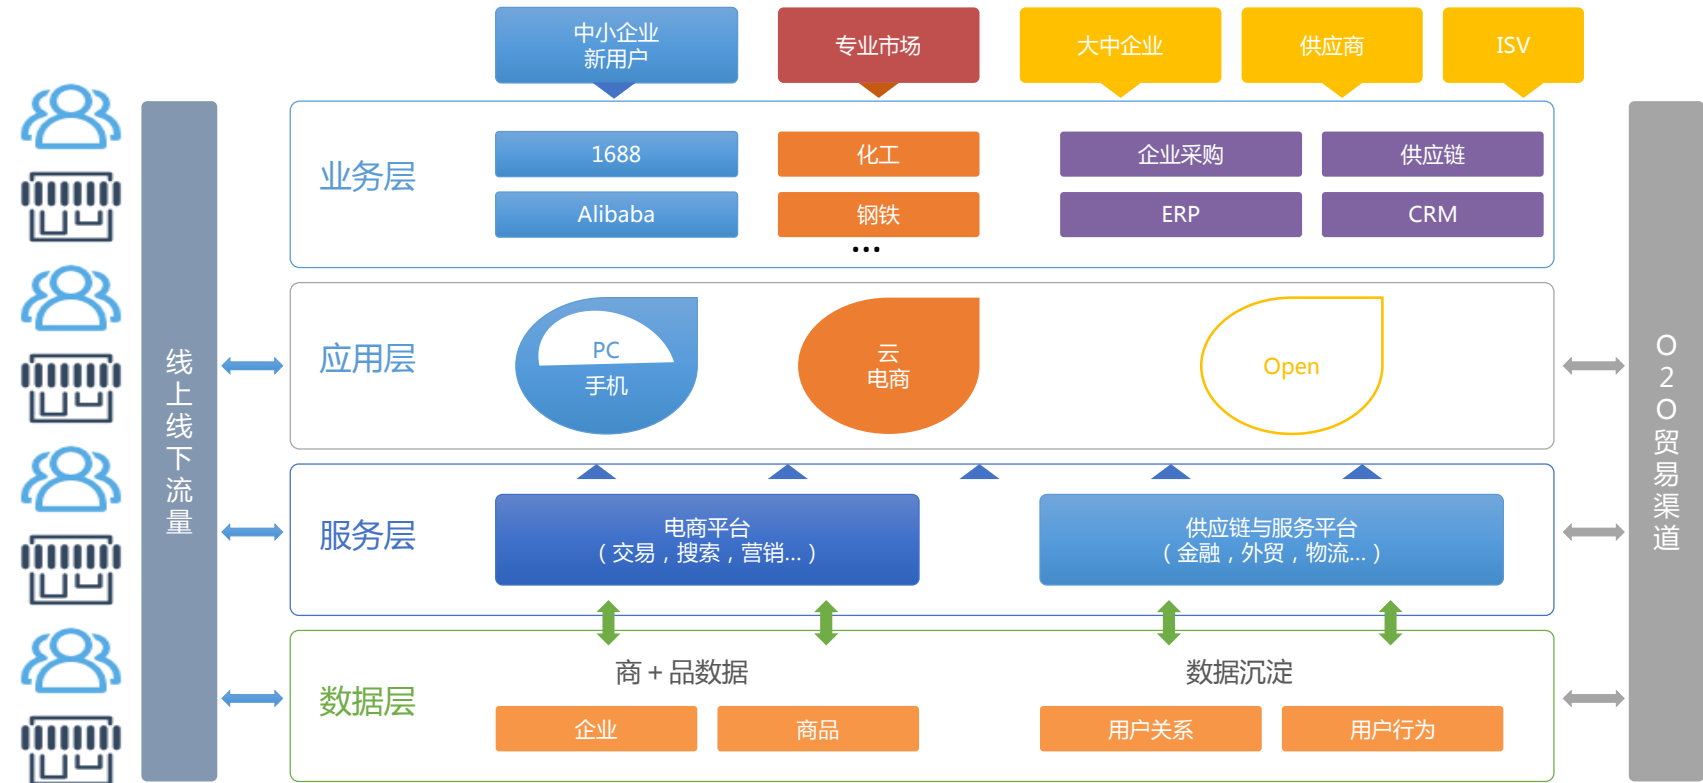 中小企业
新用户
专业市场
大中企业
供应商
ISV
线上线下流量
业务层
1688
化工
企业采购
供应链
Alibaba
钢铁
ERP
CRM
...
应用层
PC
手机
云
电商
Open
服务层
电商平台
（交易，搜索，营销...）
供应链与服务平台
（金融，外贸，物流...）
数据层
商 + 品数据
数据沉淀
企业
商品
用户关系
用户行为
O2O贸易渠道